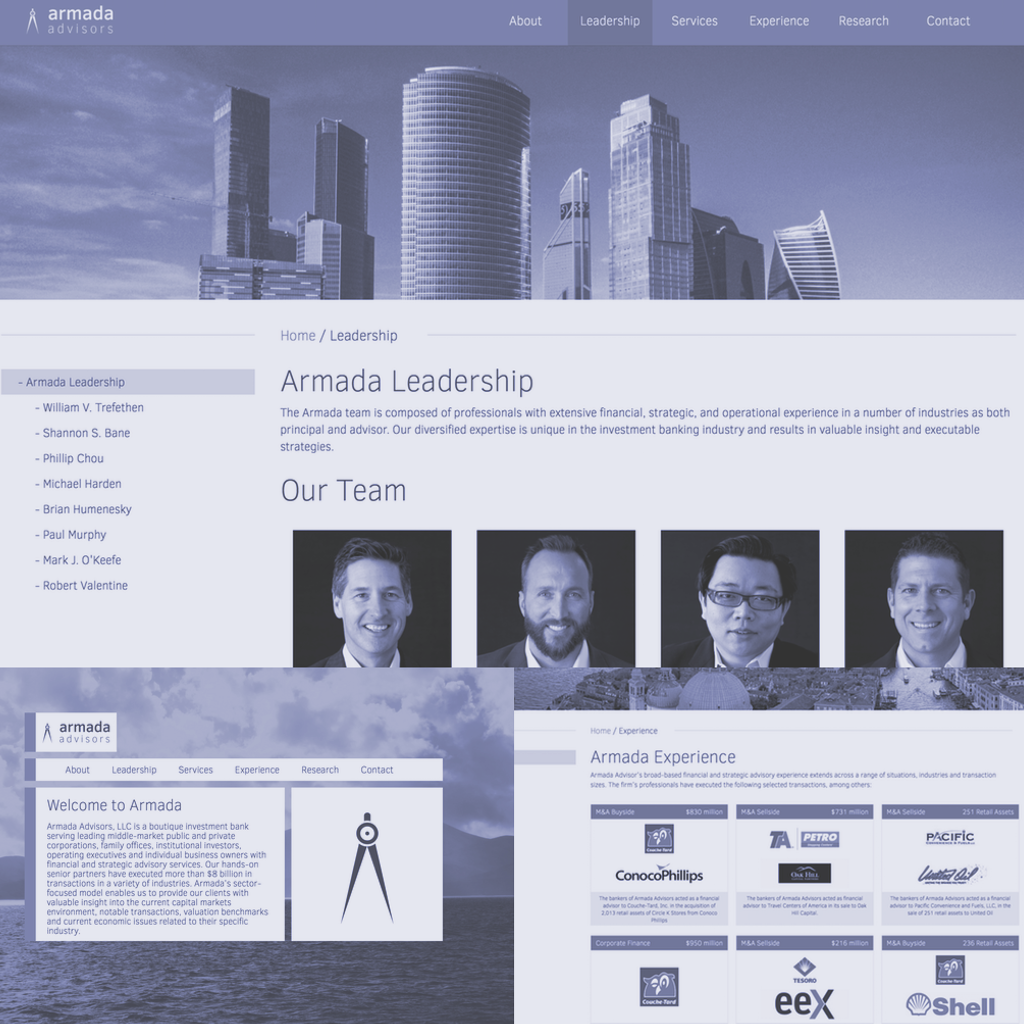 armada
advisors
About Leadership Services Experience Research Contact
Home / Leadership
- Armada Leadership
- William V. Trefethen
- Shannon S. Bane
- Phillip Chou
- Michael Harden
- Brian Humenesky
- Paul Murphy
- Mark J. O'Keefe
- Robert Valentine
Armada Leadership
The Armada team is composed of professionals with extensive financial, strategic, and operational experience in a number of industries as both
principal and advisor. Our diversified expertise is unique in the investment banking industry and results in valuable insight and executable
strategies.
Our Team
armada
advisors
About Leadership Services Experience Research Contact
Welcome to Armada
Armada Advisors, LLC is a boutique investment bank
serving leading middle-market public and private
corporations, family offices, institutional investors,
operating executives and individual business owners with
financial and strategic advisory services. Our hands-on
senior partners have executed more than $8 billion in
transactions in a variety of industries. Armada's sector-
focused model enables us to provide our clients with
valuable insight into the current capital markets
environment, notable transactions, valuation benchmarks
and current economic issues related to their specific
industry.
Home / Experience
Armada Experience
Armada Advisor's broad-based financial and strategic advisory experience extends across a range of situations, industries and transaction
sizes. The firm's professionals have executed the following selected transactions, among others:
M&A Buyside $830 million
Couche-Tard
ConocoPhillips
The bankers of Armada Advisors acted as a financial
advisor to Couche-Tard, Inc. in the acquisition of
2,013 retail assets of Circle K Stores from Conoco
Phillips.
M&A Sellside $731 million
TA PETRO
OAK HILL
The bankers of Armada Advisors acted as a financial
advisor to Travel Centers of America in its sale to Oak
Hill Capital.
M&A Sellside 251 Retail Assets
PACIFIC
CONVENIENCE & FUELS LLC
United Oil
The bankers of Armada Advisors acted as a financial
advisor to Pacific Convenience and Fuels, LLC, in the
sale of 251 retail assets to United Oil
Corporate Finance $950 million
Couche-Tard
M&A Sellside $216 million
TESORO
eeX
M&A Buyside 236 Retail Assets
Couche-Tard
Shell